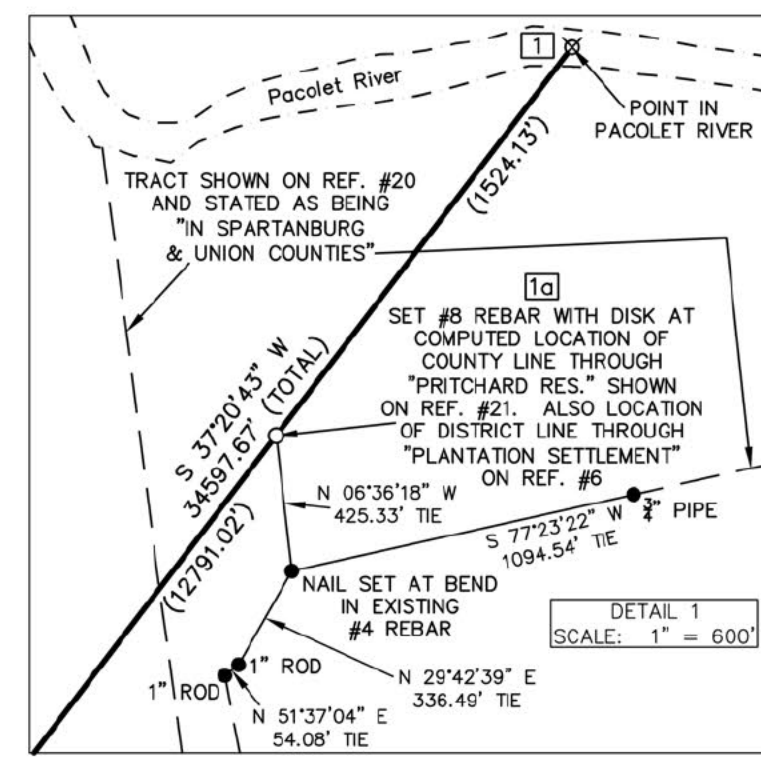 1
Pacolet River
POINT IN
PACOLET RIVER
(1524.13')
TRACT SHOWN ON REF. #20
AND STATED AS BEING
"IN SPARTANBURG
& UNION COUNTIES"
1a
SET #8 REBAR WITH DISK AT
COMPUTED LOCATION OF
COUNTY LINE THROUGH
"PRITCHARD RES." SHOWN
ON REF. #21. ALSO LOCATION
OF DISTRICT LINE THROUGH
"PLANTATION SETTLEMENT"
ON REF. #6
S 37°20'43" W
34597.67' (TOTAL)
(12791.02')
N 06°36'18" W
425.33' TIE
S 77°23'22" W
1094.54' TIE
3/4" PIPE
NAIL SET AT BEND
IN EXISTING
#4 REBAR
DETAIL 1
SCALE: 1" = 600'
1" ROD
1" ROD
N 29°42'39" E
336.49' TIE
N 51°37'04" E
54.08' TIE